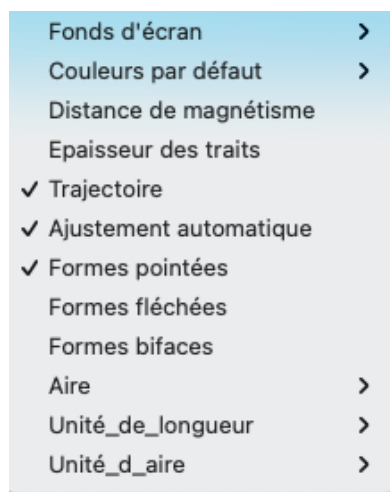 Fonds d'écran
Couleurs par défaut
Distance de magnétisme
Epaisseur des traits
✓ Trajectoire
✓ Ajustement automatique
✓ Formes pointées
Formes fléchées
Formes bifaces
Aire
Unité_de_longueur
Unité_d_aire